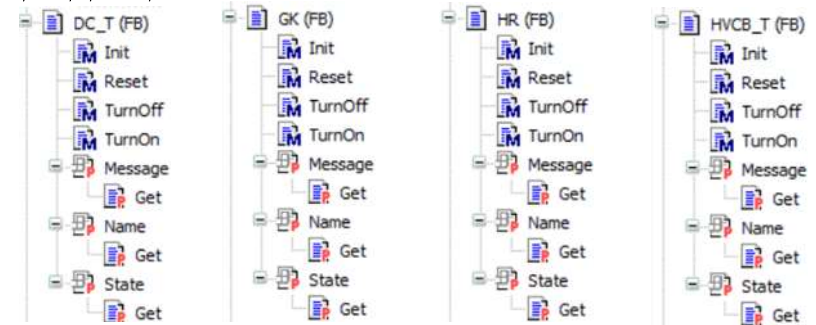 DC_T (FB)
Init
Reset
TurnOff
TurnOn
Message
Get
Name
Get
State
Get
GK (FB)
Init
Reset
TurnOff
TurnOn
Message
Get
Name
Get
State
Get
HR (FB)
Init
Reset
TurnOff
TurnOn
Message
Get
Name
Get
State
Get
HVCB_T (FB)
Init
Reset
TurnOff
TurnOn
Message
Get
Name
Get
State
Get